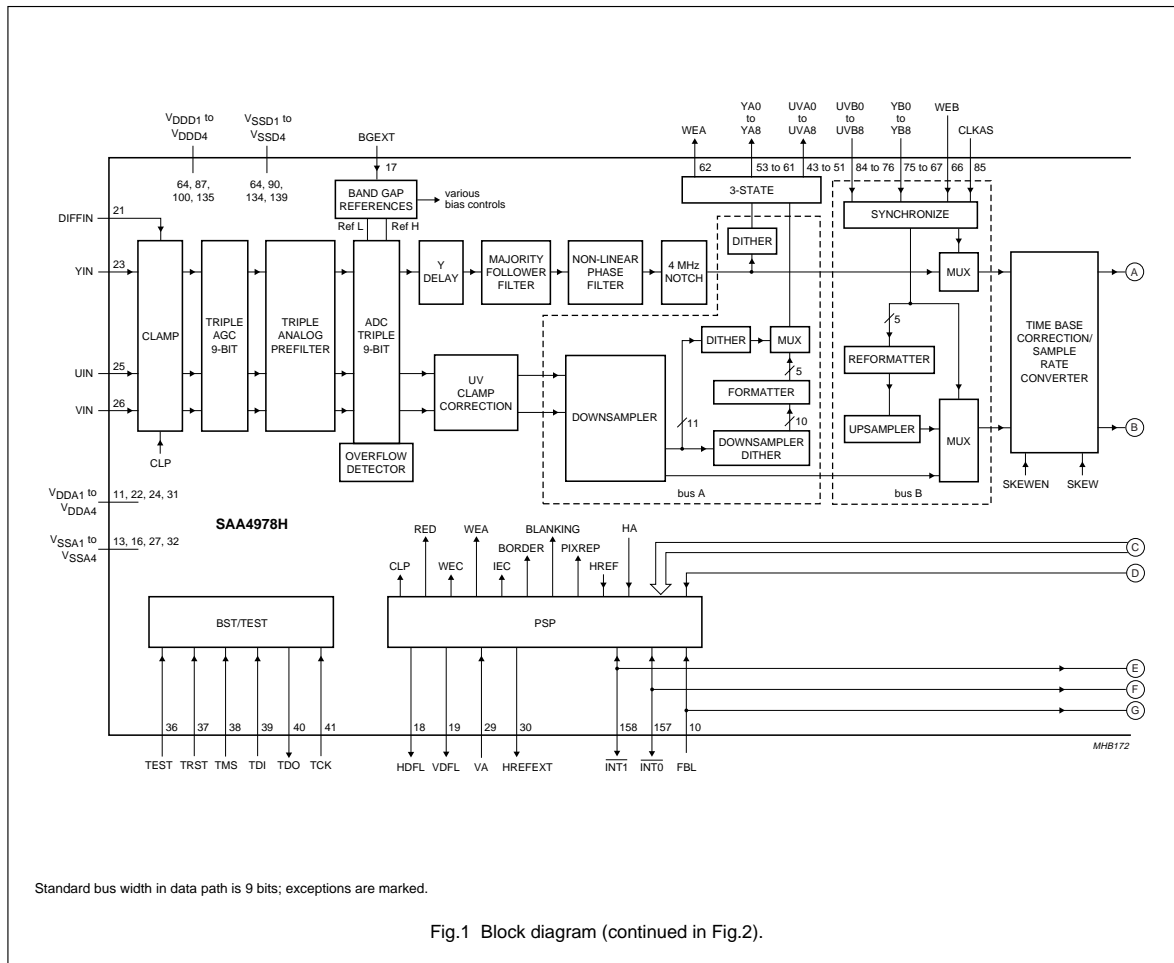 VDDD1 to
VDDD4
VSSD1 to
VSSD4
BGEXT
WEA
YA0
to
YA8
UVA0
to
UVA8
UVB0
to
UVB8
YB0
to
YB8
WEB
CLKAS
64, 87,
100, 135
64, 90,
134, 139
17
62
53 to 61
43 to 51
84 to 76
75 to 67
66
85
DIFFIN
21
BAND GAP
REFERENCES
various
bias controls
Ref L
Ref H
3-STATE
SYNCHRONIZE
YIN
23
Y
DELAY
MAJORITY
FOLLOWER
FILTER
NON-LINEAR
PHASE
FILTER
4 MHz
NOTCH
DITHER
MUX
A
CLAMP
TRIPLE
AGC
9-BIT
TRIPLE
ANALOG
PREFILTER
ADC
TRIPLE
9-BIT
TIME BASE
CORRECTION/
SAMPLE
RATE
CONVERTER
DITHER
MUX
5
REFORMATTER
UIN
25
VIN
26
UV
CLAMP
CORRECTION
DOWNSAMPLER
5
FORMATTER
11
10
DOWNSAMPLER
DITHER
UPSAMPLER
MUX
B
OVERFLOW
DETECTOR
CLP
bus A
bus B
SKEWEN
SKEW
VDDA1 to
VDDA4
11, 22, 24, 31
SAA4978H
VSSA1 to
VSSA4
13, 16, 27, 32
CLP
RED
WEC
WEA
IEC
BORDER
BLANKING
PIXREP
HREF
HA
C
D
BST/TEST
PSP
E
F
G
36
37
38
39
40
41
18
19
29
30
158
157
10
TEST
TRST
TMS
TDI
TDO
TCK
HDFL
VDFL
VA
HREFEXT
INT1
INT0
FBL
MHB172
Standard bus width in data path is 9 bits; exceptions are marked.
Fig.1 Block diagram (continued in Fig.2).